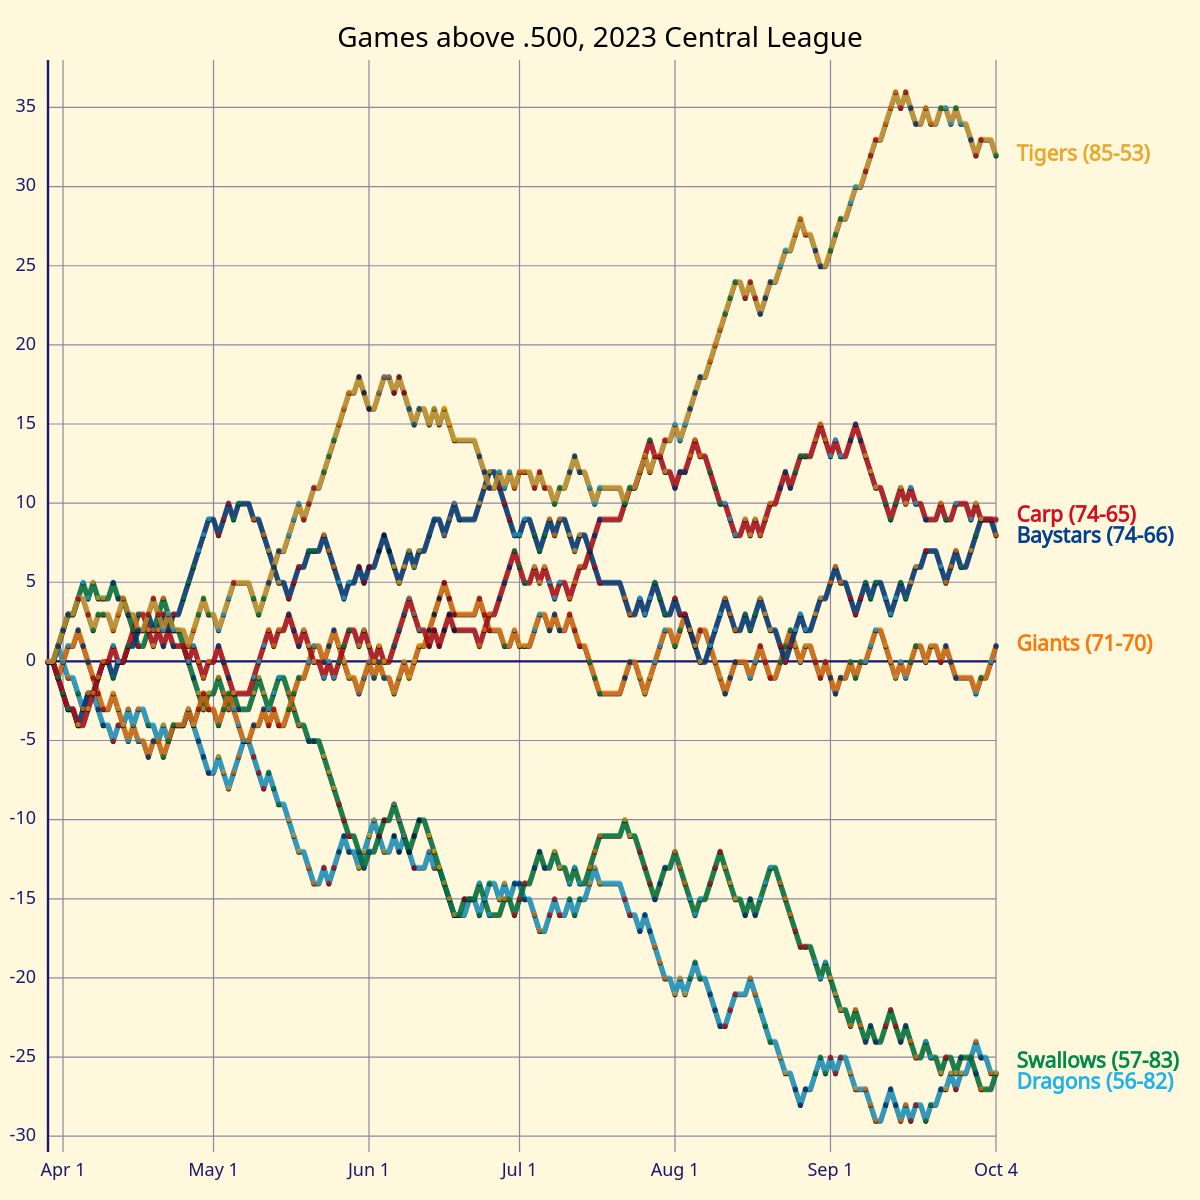 Games above .500, 2023 Central League
35
30
25
20
15
10
5
0
-5
-10
-15
-20
-25
-30
Tigers (85-53)
Carp (74-65)
Baystars (74-66)
Giants (71-70)
Swallows (57-83)
Dragons (56-82)
Apr 1 May 1 Jun 1 Jul 1 Aug 1 Sep 1 Oct 4